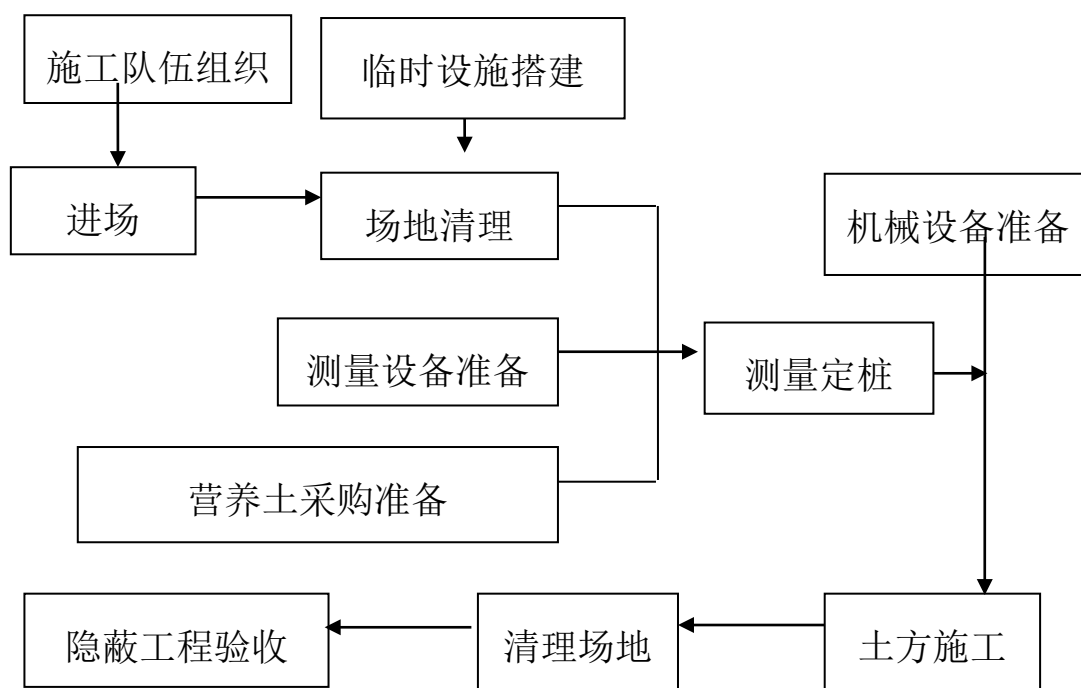 施工队伍组织
临时设施搭建
进场
场地清理
机械设备准备
测量设备准备
测量定桩
营养土采购准备
隐蔽工程验收
清理场地
土方施工